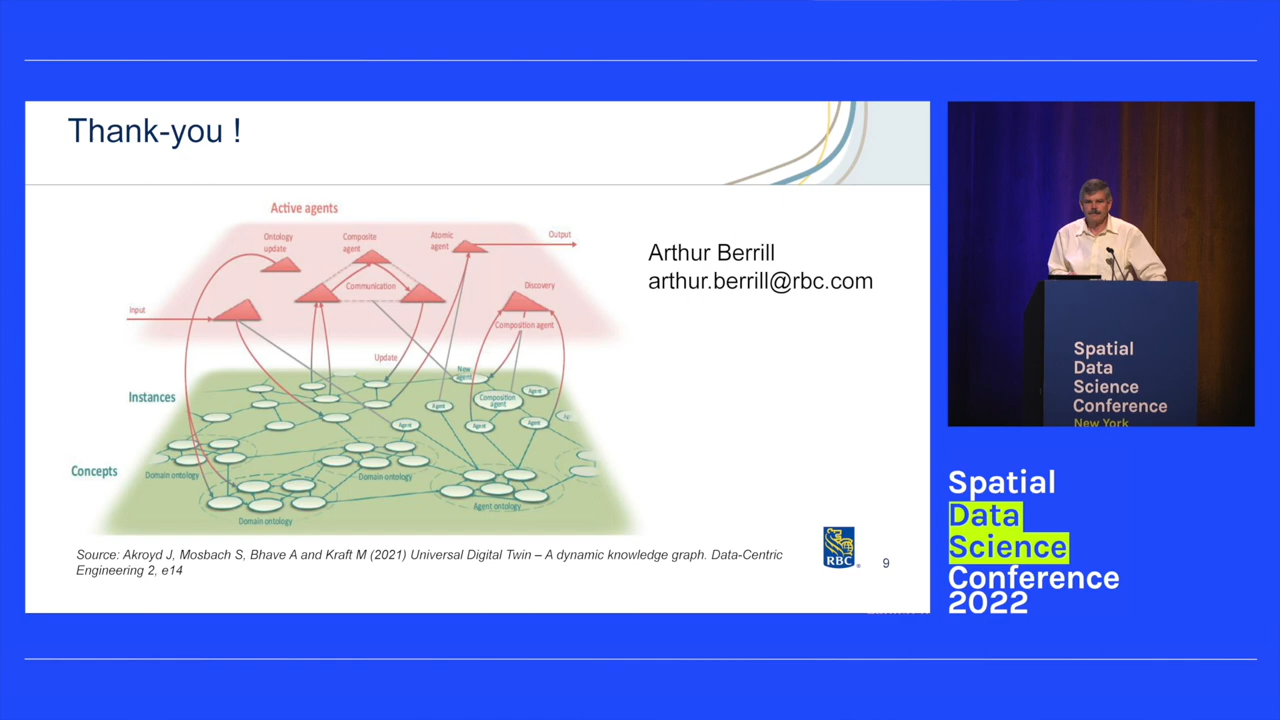 Thank-you !
Active agents
Ontology
update
Composite
agent
Atomic
agent
Output
Communication
Discovery
Input
Composition agent
Update
New
agent
Instances
Agent
Agent
Composition
agent
Agent
Agent
Agent
Concepts
Domain ontology
Domain ontology
Agent ontology
Domain ontology
Arthur Berrill
arthur.berrill@rbc.com
Source: Akroyd J, Mosbach S, Bhave A and Kraft M (2021) Universal Digital Twin – A dynamic knowledge graph. Data-Centric
Engineering 2, e14
RBC
®
9
Spatial
Data
Science
Conference
New York
Spatial
Data
Science
Conference
2022